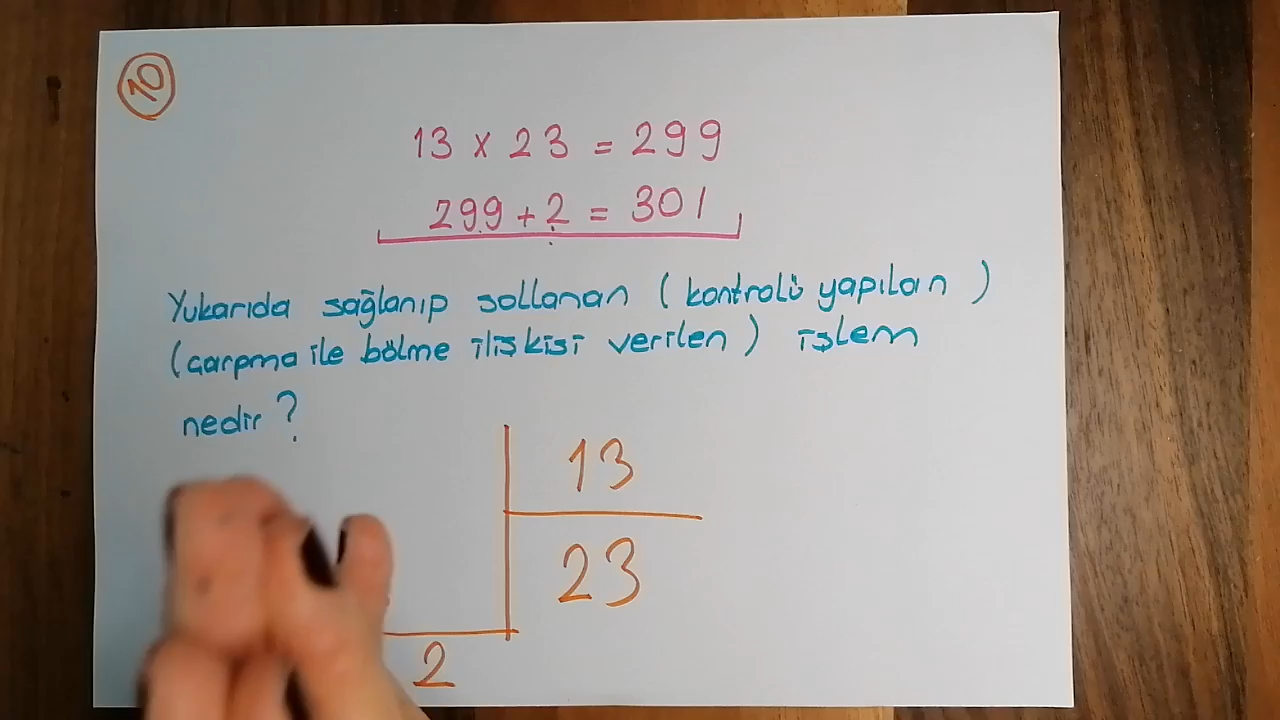 10
13 x 23 = 299
299 + 2 = 301
Yukarıda sağlanıp sollanan (kontrolü yapılan)
(çarpma ile bölme ilişkisi verilen) işlem
nedir?
13
23
2